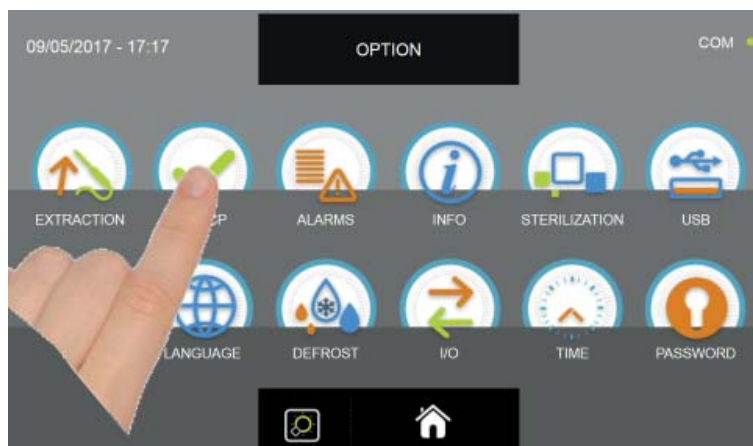 09/05/2017 - 17:17
OPTION
COM
EXTRACTION
CP
ALARMS
INFO
STERILIZATION
USB
LANGUAGE
DEFROST
I/O
TIME
PASSWORD